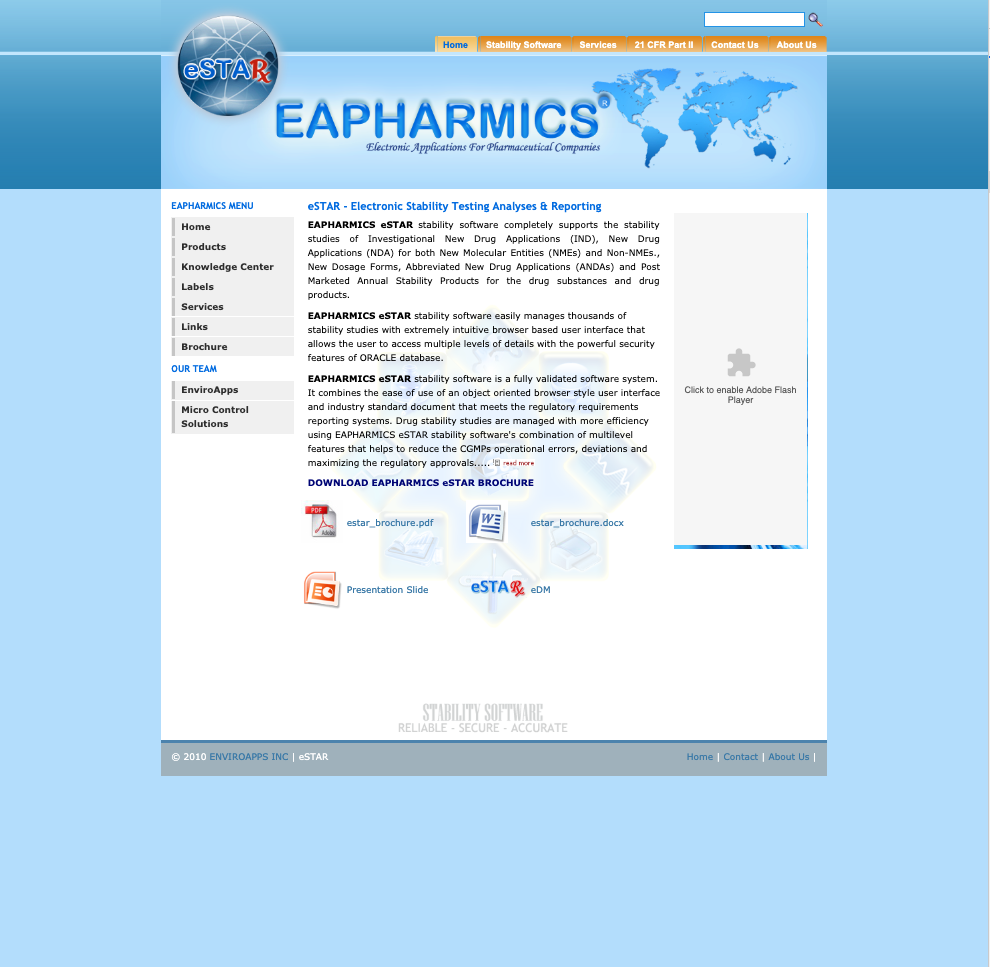 Home
Stability Software
Services
21 CFR Part II
Contact Us
About Us
eSTARx
EAPHARMICS ®
Electronic Applications For Pharmaceutical Companies
EAPHARMICS MENU
Home
Products
Knowledge Center
Labels
Services
Links
Brochure
OUR TEAM
EnviroApps
Micro Control
Solutions
eSTAR - Electronic Stability Testing Analyses & Reporting
EAPHARMICS eSTAR stability software completely supports the stability
studies of Investigational New Drug Applications (IND), New Drug
Applications (NDA) for both New Molecular Entities (NMEs) and Non-NMEs.,
New Dosage Forms, Abbreviated New Drug Applications (ANDAs) and Post
Marketed Annual Stability Products for the drug substances and drug
products.
EAPHARMICS eSTAR stability software easily manages thousands of
stability studies with extremely intuitive browser based user interface that
allows the user to access multiple levels of details with the powerful security
features of ORACLE database.
EAPHARMICS eSTAR stability software is a fully validated software system.
It combines the ease of use of an object oriented browser style user interface
and industry standard document that meets the regulatory requirements
reporting systems. Drug stability studies are managed with more efficiency
using EAPHARMICS eSTAR stability software's combination of multilevel
features that helps to reduce the CGMPs operational errors, deviations and
maximizing the regulatory approvals..... read more
DOWNLOAD EAPHARMICS eSTAR BROCHURE
PDF
Adobe
estar_brochure.pdf
W
estar_brochure.docx
P
Presentation Slide
eSTARx
eDM
Click to enable Adobe Flash
Player
STABILITY SOFTWARE
RELIABLE - SECURE - ACCURATE
© 2010 ENVIROAPPS INC | eSTAR
Home | Contact | About Us |